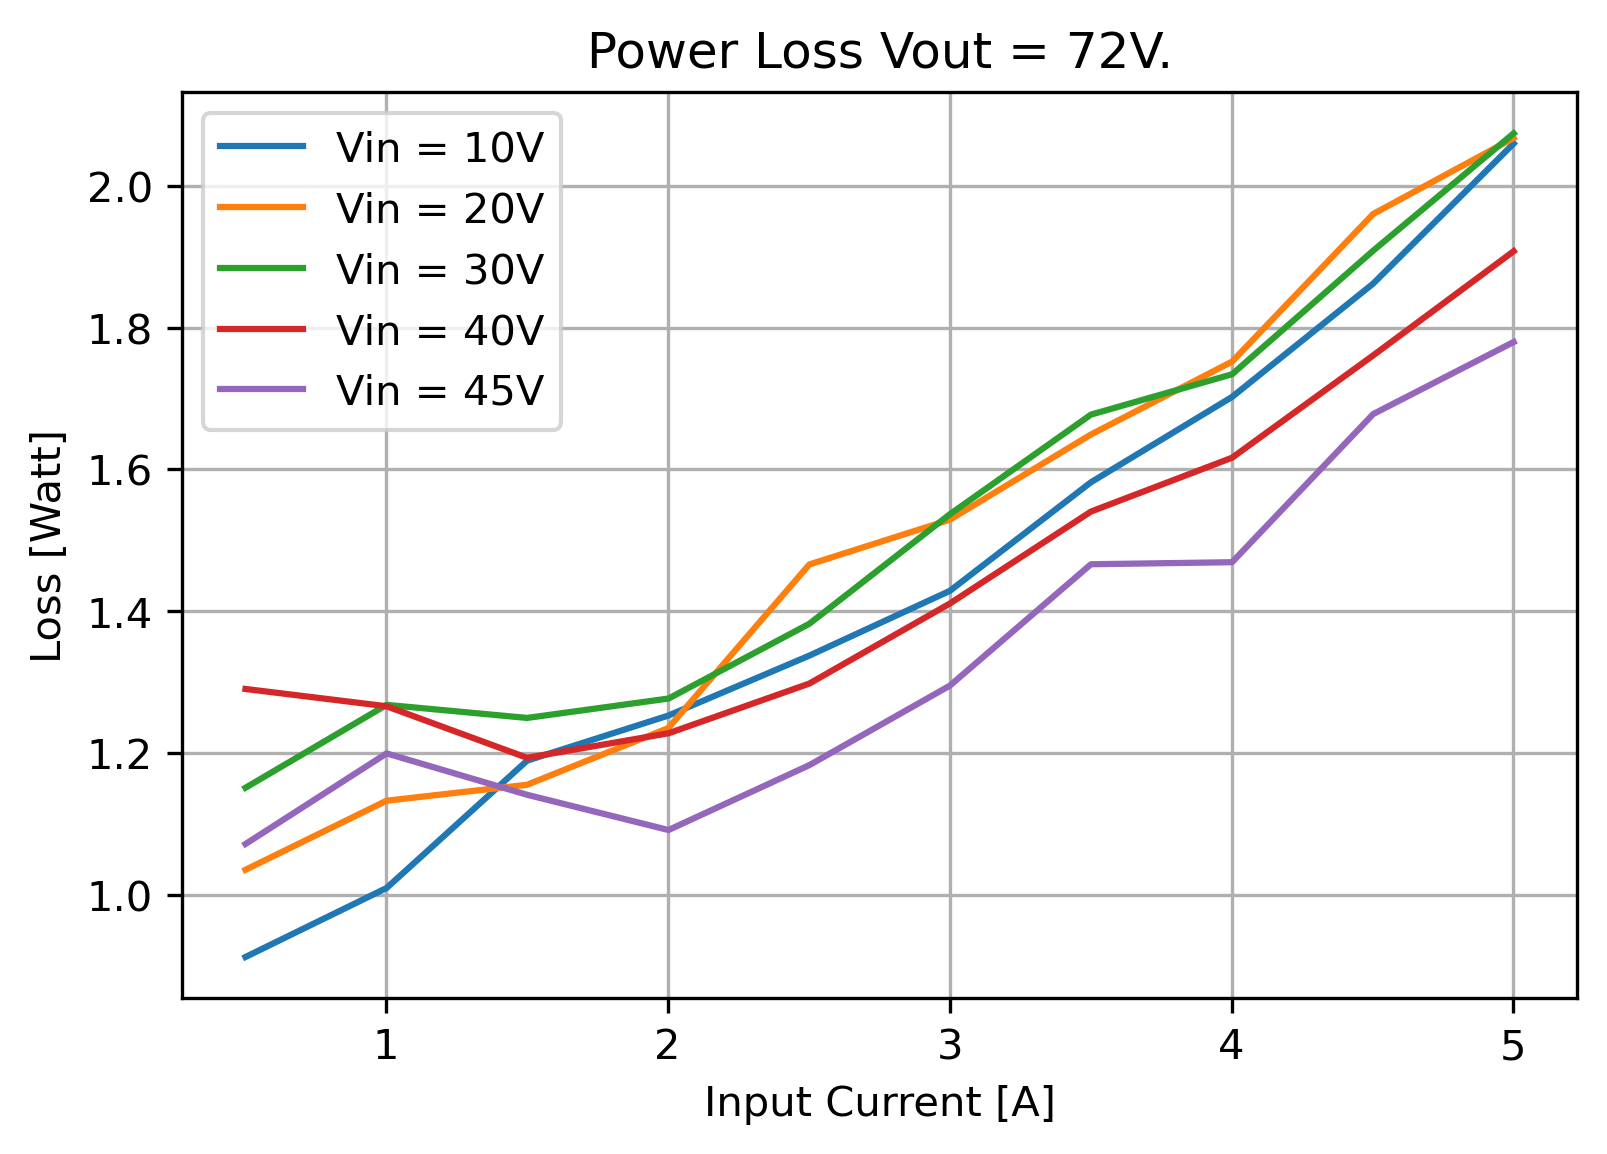 Power Loss Vout = 72V.
Vin = 10V
Vin = 20V
Vin = 30V
Vin = 40V
Vin = 45V
Loss [Watt]
2.0
1.8
1.6
1.4
1.2
1.0
1 2 3 4 5
Input Current [A]